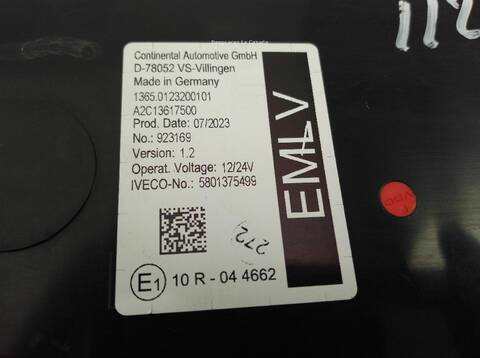 Continental Automotive GmbH
D-78052 VS-Villingen
Made in Germany
1365.0123200101
A2C13617500
Prod. Date: 07/2023
No.: 923169
Version: 1.2
Operat. Voltage: 12/24V
IVECO-No.: 5801375499
EMLV
272
E1 10 R - 04 4662